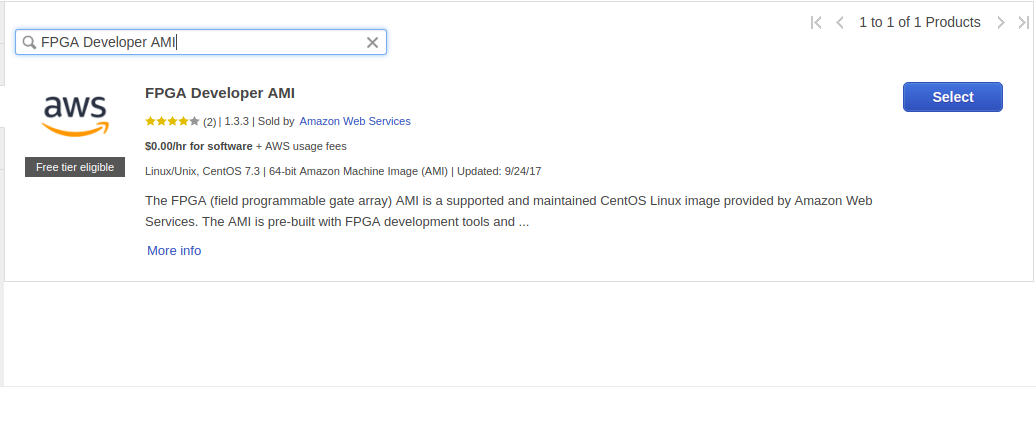 1 to 1 of 1 Products
FPGA Developer AMI
FPGA Developer AMI
Select
aws
(2) | 1.3.3 | Sold by Amazon Web Services
$0.00/hr for software + AWS usage fees
Free tier eligible
Linux/Unix, CentOS 7.3 | 64-bit Amazon Machine Image (AMI) | Updated: 9/24/17
The FPGA (field programmable gate array) AMI is a supported and maintained CentOS Linux image provided by Amazon Web
Services. The AMI is pre-built with FPGA development tools and ...
More info